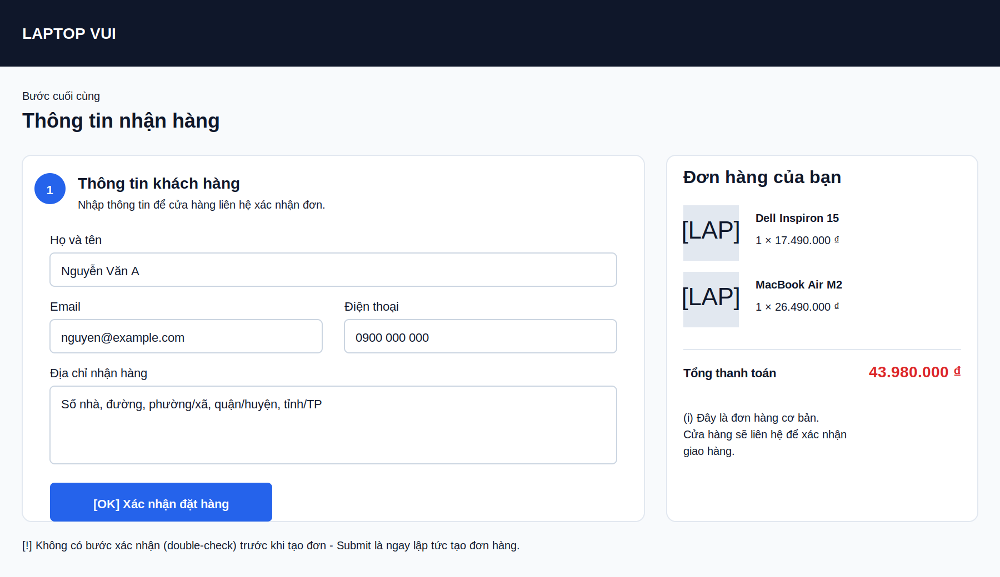 LAPTOP VUI
Bước cuối cùng
Thông tin nhận hàng
1
Thông tin khách hàng
Nhập thông tin để cửa hàng liên hệ xác nhận đơn.
Họ và tên
Nguyễn Văn A
Email
Điện thoại
nguyen@example.com
0900 000 000
Địa chỉ nhận hàng
Số nhà, đường, phường/xã, quận/huyện, tỉnh/TP
[OK] Xác nhận đặt hàng
Đơn hàng của bạn
[LAP]
Dell Inspiron 15
1 × 17.490.000 ₫
[LAP]
MacBook Air M2
1 × 26.490.000 ₫
Tổng thanh toán
43.980.000 ₫
(i) Đây là đơn hàng cơ bản.
Cửa hàng sẽ liên hệ để xác nhận
giao hàng.
[!] Không có bước xác nhận (double-check) trước khi tạo đơn - Submit là ngay lập tức tạo đơn hàng.